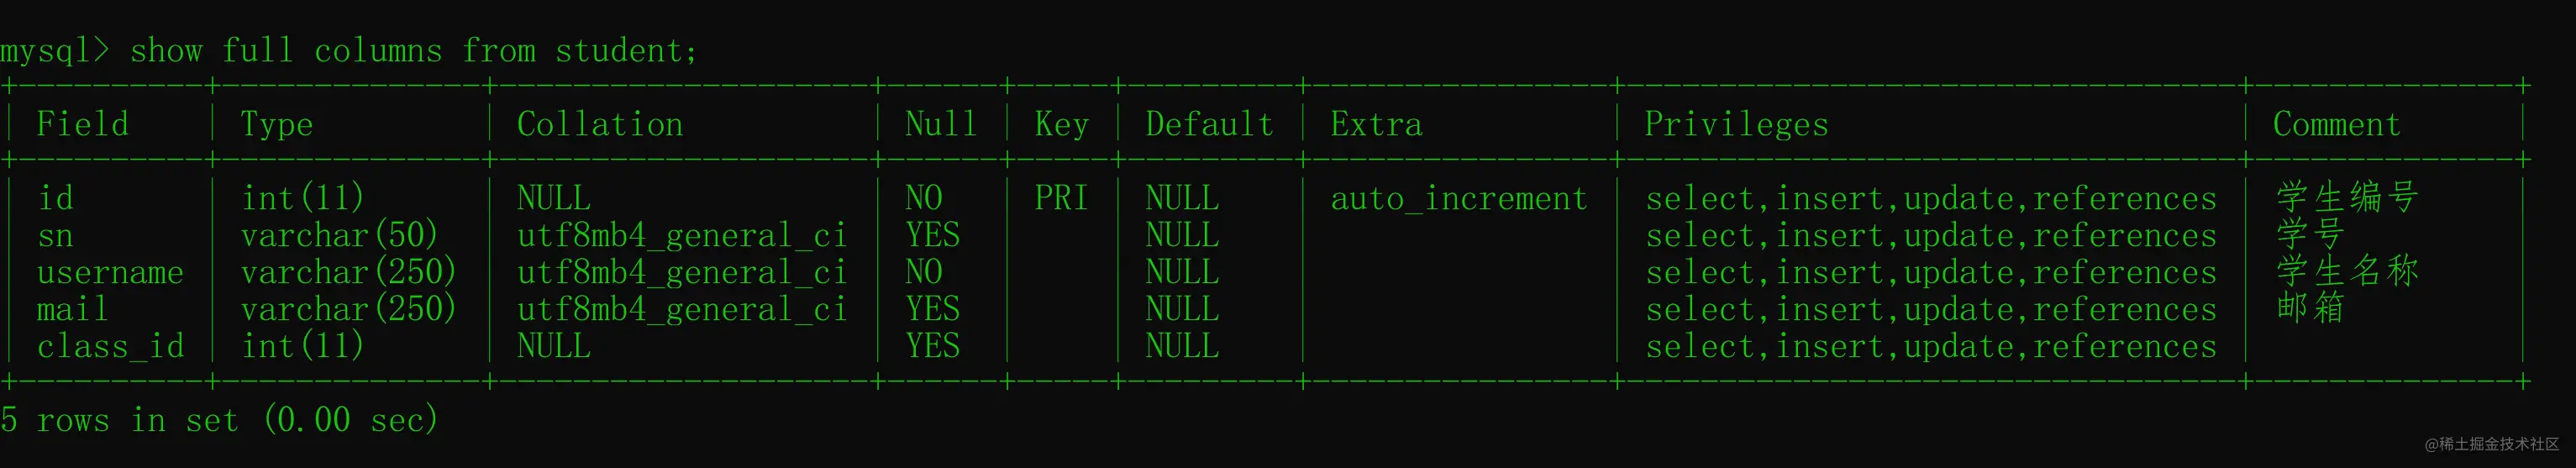 mysql> show full columns from student;
+----------+--------------+--------------------+------+-----+---------+----------------+---------------------------------+--------------+
| Field    | Type         | Collation          | Null | Key | Default | Extra          | Privileges                      | Comment      |
+----------+--------------+--------------------+------+-----+---------+----------------+---------------------------------+--------------+
| id       | int(11)      | NULL               | NO   | PRI | NULL    | auto_increment | select,insert,update,references | 学生编号     |
| sn       | varchar(50)  | utf8mb4_general_ci | YES  |     | NULL    |                | select,insert,update,references | 学号         |
| username | varchar(250) | utf8mb4_general_ci | NO   |     | NULL    |                | select,insert,update,references | 学生名称     |
| mail     | varchar(250) | utf8mb4_general_ci | YES  |     | NULL    |                | select,insert,update,references | 邮箱         |
| class_id | int(11)      | NULL               | YES  |     | NULL    |                | select,insert,update,references |              |
+----------+--------------+--------------------+------+-----+---------+----------------+---------------------------------+--------------+
5 rows in set (0.00 sec)
@稀土掘金技术社区